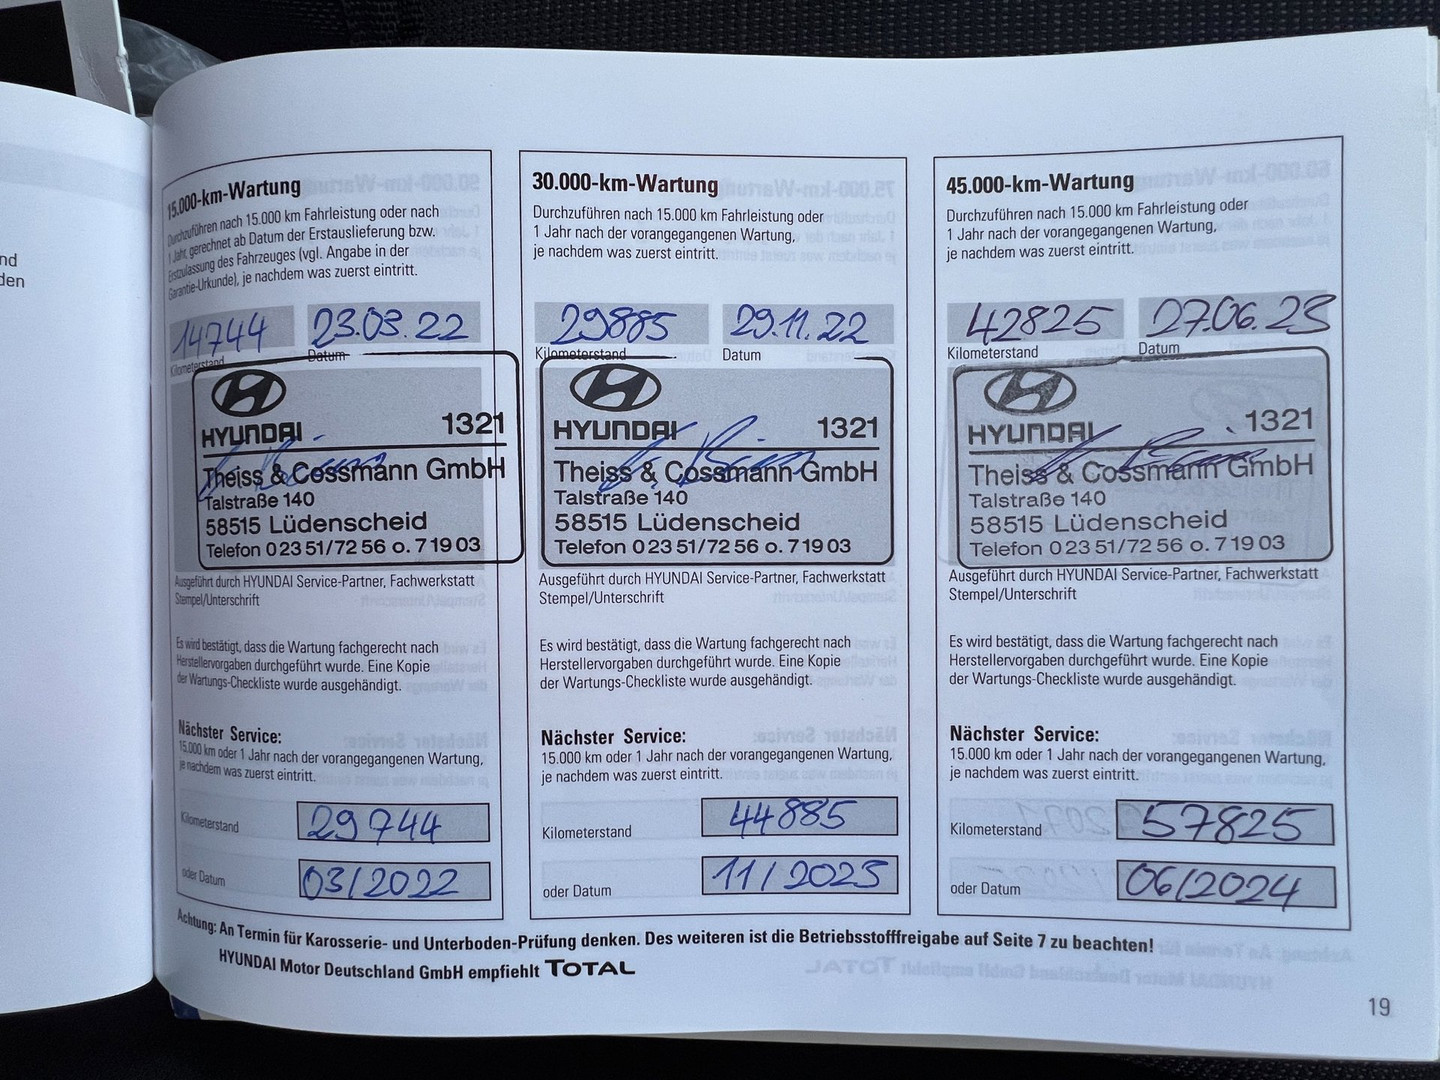 nd
den
15.000-km-Wartung
Durchzuführen nach 15.000 km Fahrleistung oder nach
1 Jahr, gerechnet ab Datum der Erstauslieferung bzw.
Erstzulassung des Fahrzeuges (vgl. Angabe in der
Garantie-Urkunde), je nachdem was zuerst eintritt.
14744
23.03.22
Kilometerstand
Datum
HYUNDAI
1321
Theiss & Cossmann GmbH
Talstraße 140
58515 Lüdenscheid
Telefon 0 23 51/72 56 o. 7 19 03
Ausgeführt durch HYUNDAI Service-Partner, Fachwerkstatt
Stempel/Unterschrift
Es wird bestätigt, dass die Wartung fachgerecht nach
Herstellervorgaben durchgeführt wurde. Eine Kopie
der Wartungs-Checkliste wurde ausgehändigt.
Nächster Service:
15.000 km oder 1 Jahr nach der vorangegangenen Wartung,
je nachdem was zuerst eintritt.
Kilometerstand
29744
oder Datum
03/2022
30.000-km-Wartung
Durchzuführen nach 15.000 km Fahrleistung oder
1 Jahr nach der vorangegangenen Wartung,
je nachdem was zuerst eintritt.
29885
29.11.22
Kilometerstand
Datum
HYUNDAI
1321
Theiss & Cossmann GmbH
Talstraße 140
58515 Lüdenscheid
Telefon 0 23 51/72 56 o. 7 19 03
Ausgeführt durch HYUNDAI Service-Partner, Fachwerkstatt
Stempel/Unterschrift
Es wird bestätigt, dass die Wartung fachgerecht nach
Herstellervorgaben durchgeführt wurde. Eine Kopie
der Wartungs-Checkliste wurde ausgehändigt.
Nächster Service:
15.000 km oder 1 Jahr nach der vorangegangenen Wartung,
je nachdem was zuerst eintritt.
Kilometerstand
44885
oder Datum
11/2023
45.000-km-Wartung
Durchzuführen nach 15.000 km Fahrleistung oder
1 Jahr nach der vorangegangenen Wartung,
je nachdem was zuerst eintritt.
42825
27.06.23
Kilometerstand
Datum
HYUNDAI
1321
Theiss & Cossmann GmbH
Talstraße 140
58515 Lüdenscheid
Telefon 0 23 51/72 56 o. 7 19 03
Ausgeführt durch HYUNDAI Service-Partner, Fachwerkstatt
Stempel/Unterschrift
Es wird bestätigt, dass die Wartung fachgerecht nach
Herstellervorgaben durchgeführt wurde. Eine Kopie
der Wartungs-Checkliste wurde ausgehändigt.
Nächster Service:
15.000 km oder 1 Jahr nach der vorangegangenen Wartung,
je nachdem was zuerst eintritt.
Kilometerstand
57825
oder Datum
06/2024
Achtung: An Termin für Karosserie- und Unterboden-Prüfung denken. Des weiteren ist die Betriebsstofffreigabe auf Seite 7 zu beachten!
HYUNDAI Motor Deutschland GmbH empfiehlt TOTAL
19